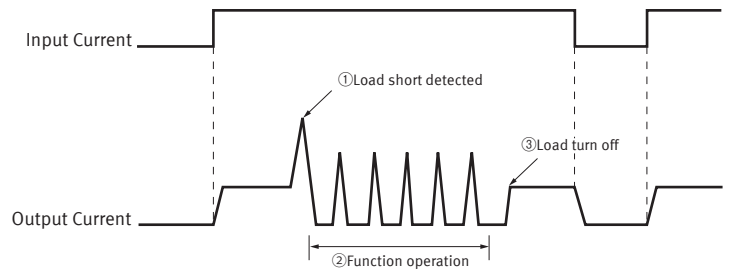 Input Current
①Load short detected
③Load turn off
Output Current
②Function operation